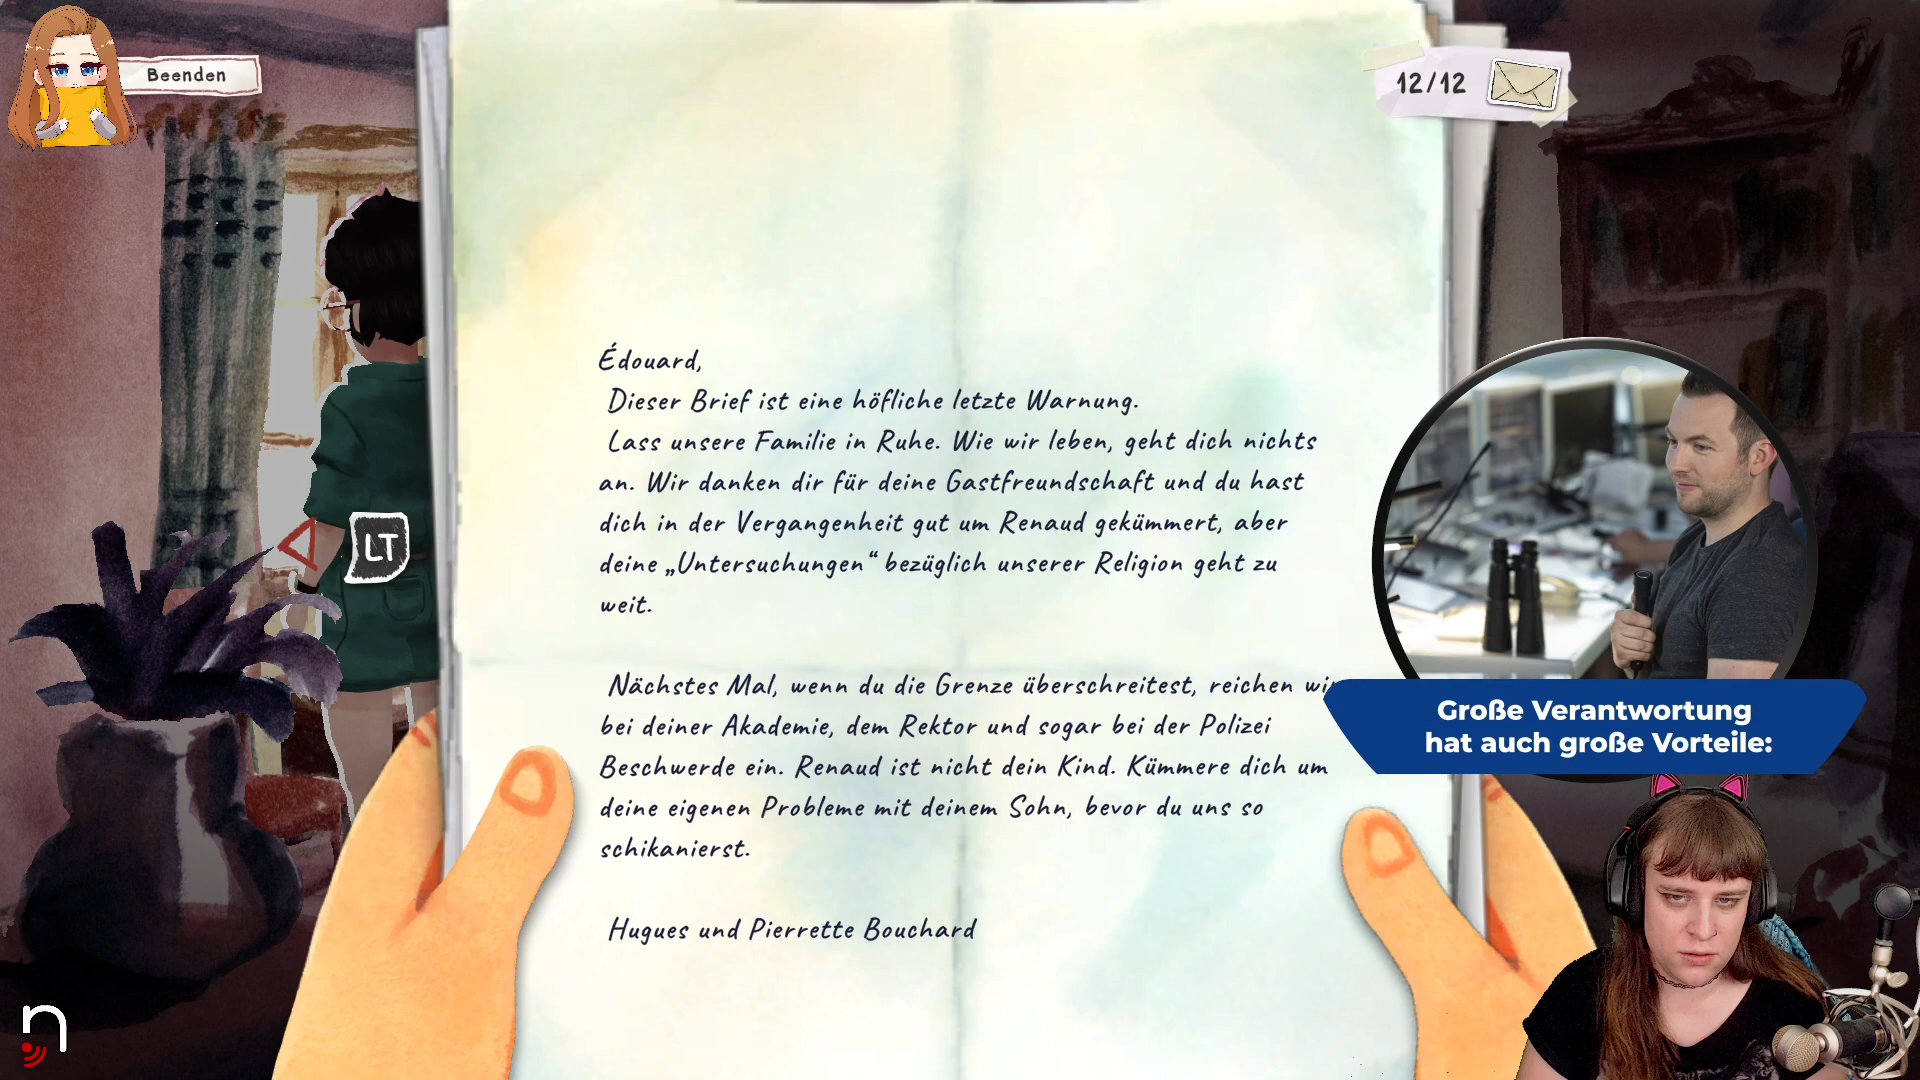 Beenden
12/12
Édouard,
Dieser Brief ist eine höfliche letzte Warnung.
Lass unsere Familie in Ruhe. Wie wir leben, geht dich nichts
an. Wir danken dir für deine Gastfreundschaft und du hast
dich in der Vergangenheit gut um Renaud gekümmert, aber
deine „Untersuchungen“ bezüglich unserer Religion geht zu
weit.
Nächstes Mal, wenn du die Grenze überschreitest, reichen wir
bei deiner Akademie, dem Rektor und sogar bei der Polizei
Beschwerde ein. Renaud ist nicht dein Kind. Kümmere dich um
deine eigenen Probleme mit deinem Sohn, bevor du uns so
schikanierst.
Hugues und Pierrette Bouchard
LT
Große Verantwortung
hat auch große Vorteile:
n